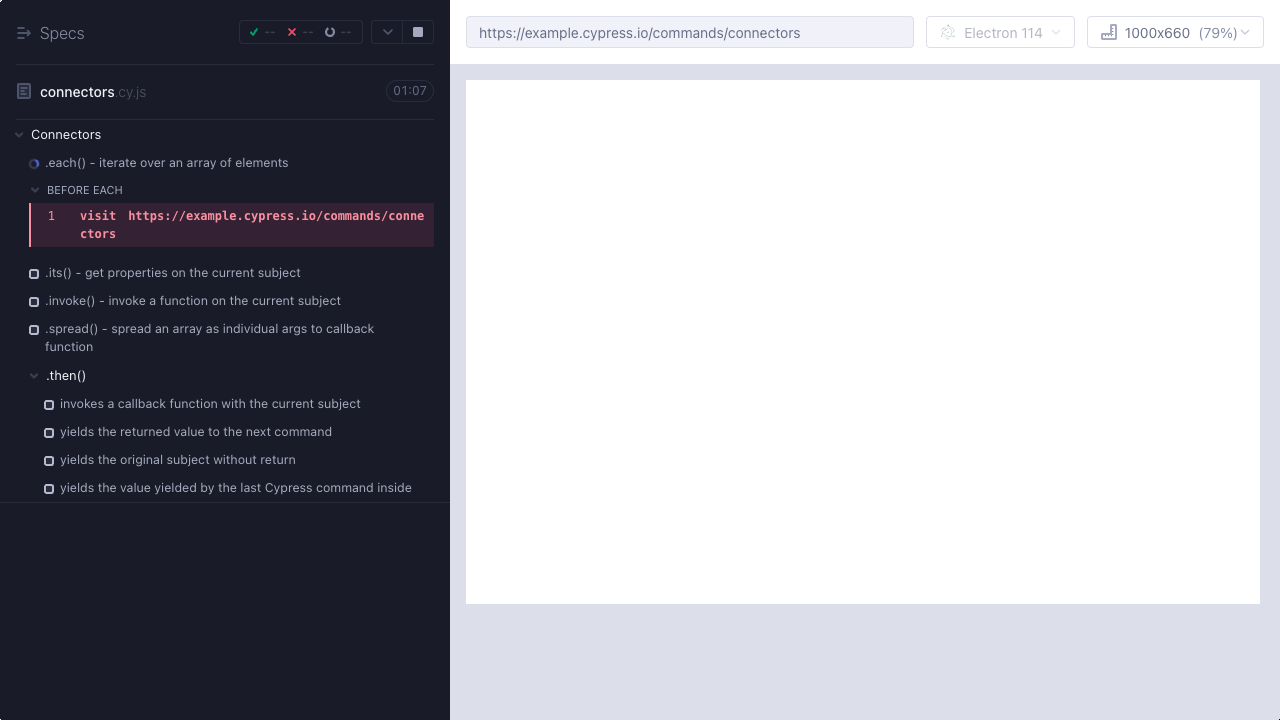 Specs
-- -- --
connectors.cy.js 01:07
Connectors
.each() - iterate over an array of elements
BEFORE EACH
1 visit https://example.cypress.io/commands/conne
ctors
.its() - get properties on the current subject
.invoke() - invoke a function on the current subject
.spread() - spread an array as individual args to callback
function
.then()
invokes a callback function with the current subject
yields the returned value to the next command
yields the original subject without return
yields the value yielded by the last Cypress command inside
https://example.cypress.io/commands/connectors
Electron 114
1000x660 (79%)